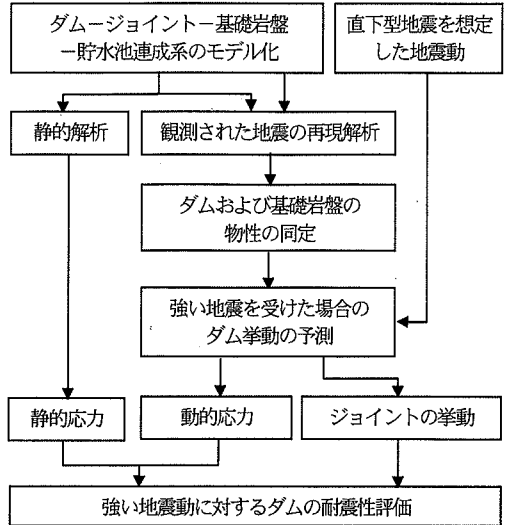 ダムージョイントー基礎岩盤
ー貯水池連成系のモデル化
直下型地震を想定
した地震動
静的解析
観測された地震の再現解析
ダムおよび基礎岩盤の
物性の同定
強い地震を受けた場合の
ダム挙動の予測
静的応力
動的応力
ジョイントの挙動
強い地震動に対するダムの耐震性評価